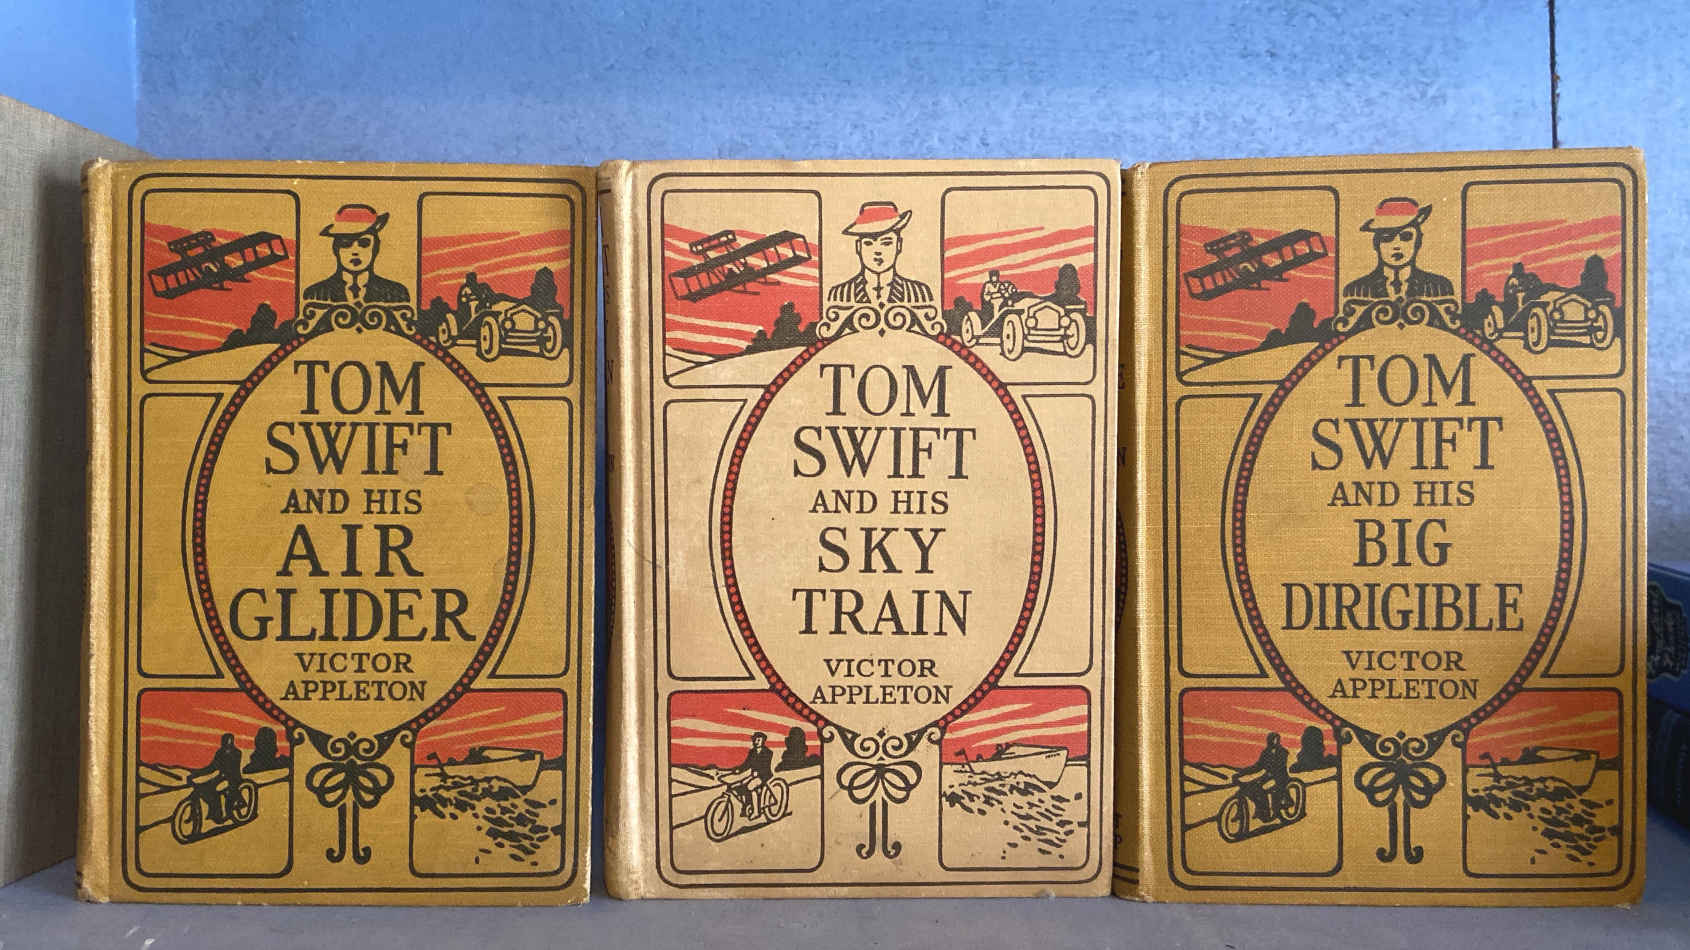 TOM
SWIFT
AND HIS
AIR
GLIDER
VICTOR
APPLETON
TOM
SWIFT
AND HIS
SKY
TRAIN
VICTOR
APPLETON
TOM
SWIFT
AND HIS
BIG
DIRIGIBLE
VICTOR
APPLETON